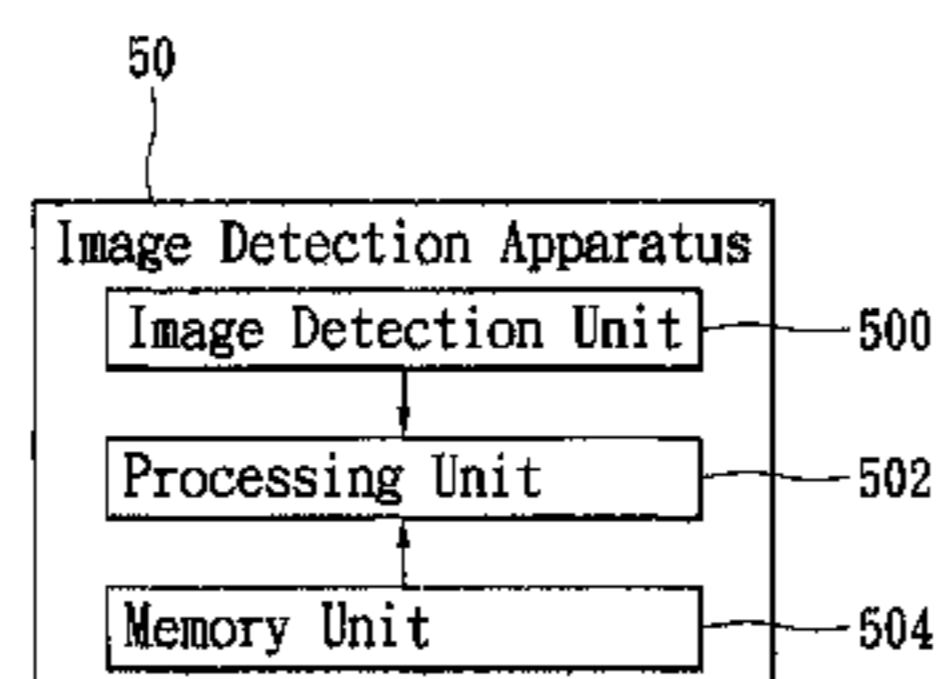 50
Image Detection Apparatus
Image Detection Unit 500
Processing Unit 502
Memory Unit 504